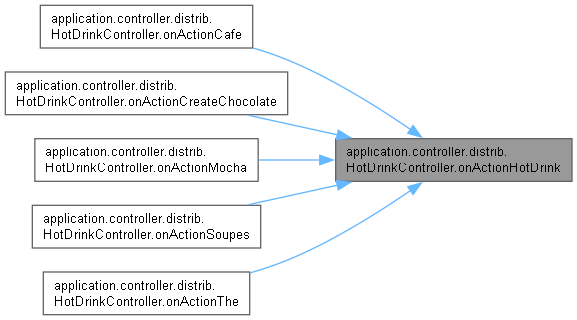 application.controller.distrib.
HotDrinkController.onActionCafe
application.controller.distrib.
HotDrinkController.onActionCreateChocolate
application.controller.distrib.
HotDrinkController.onActionMocha
application.controller.distrib.
HotDrinkController.onActionHotDrink
application.controller.distrib.
HotDrinkController.onActionSoupes
application.controller.distrib.
HotDrinkController.onActionThe